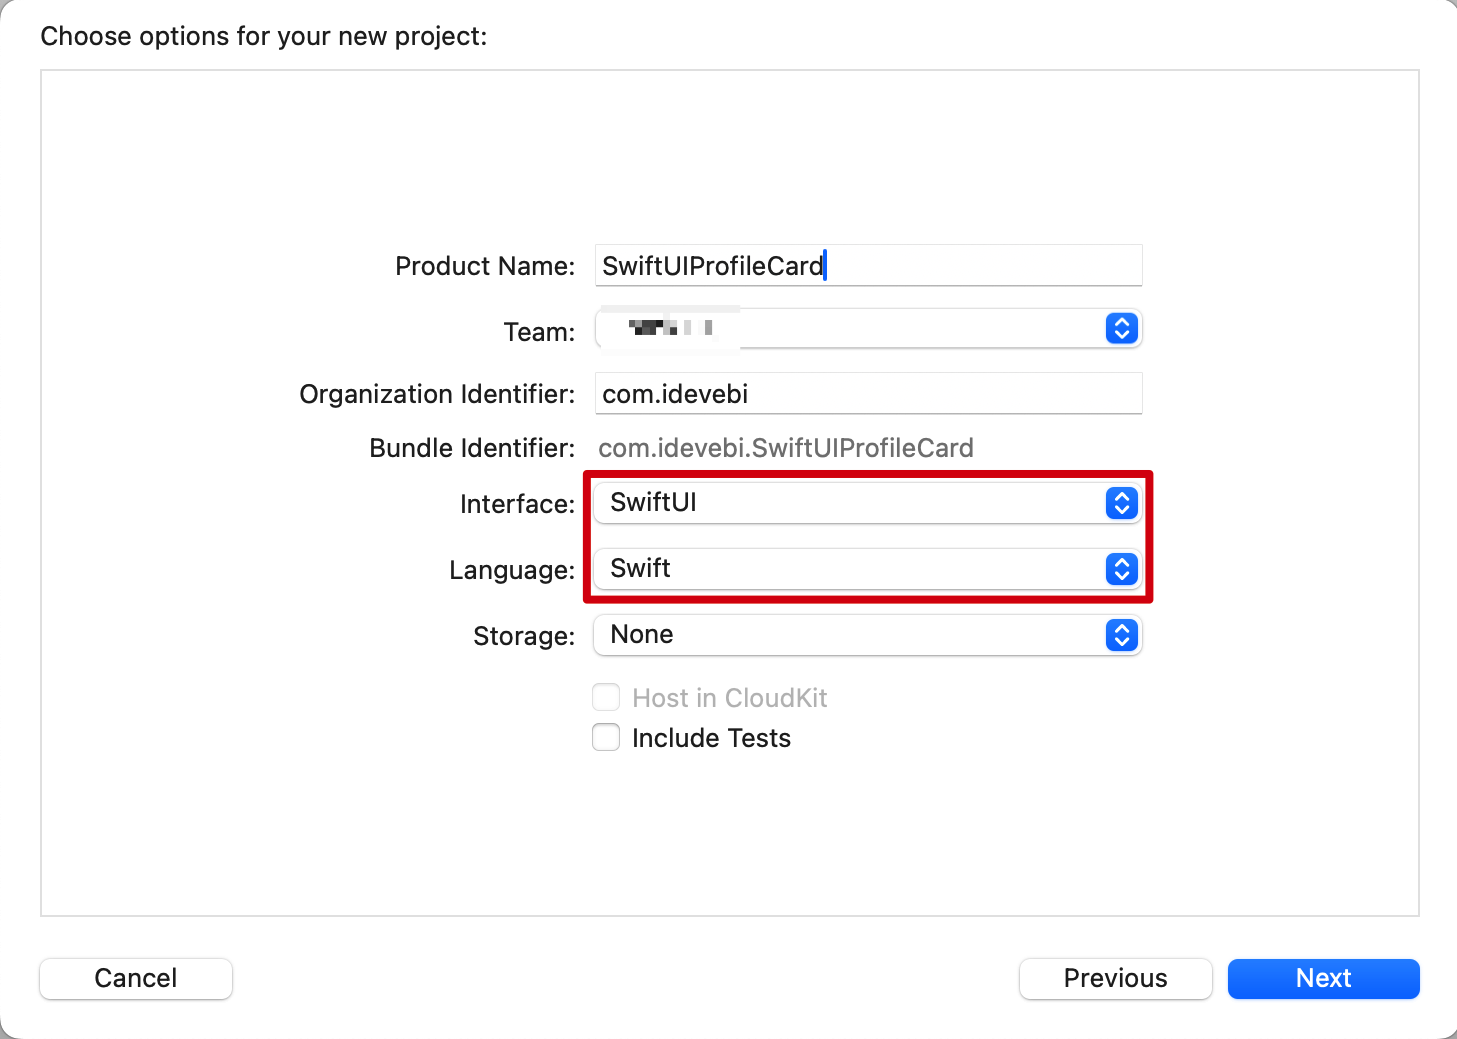 Choose options for your new project:
Product Name: SwiftUIProfileCard
Team:
Organization Identifier: com.idevebi
Bundle Identifier: com.idevebi.SwiftUIProfileCard
Interface: SwiftUI
Language: Swift
Storage: None
Host in CloudKit
Include Tests
Cancel Previous Next